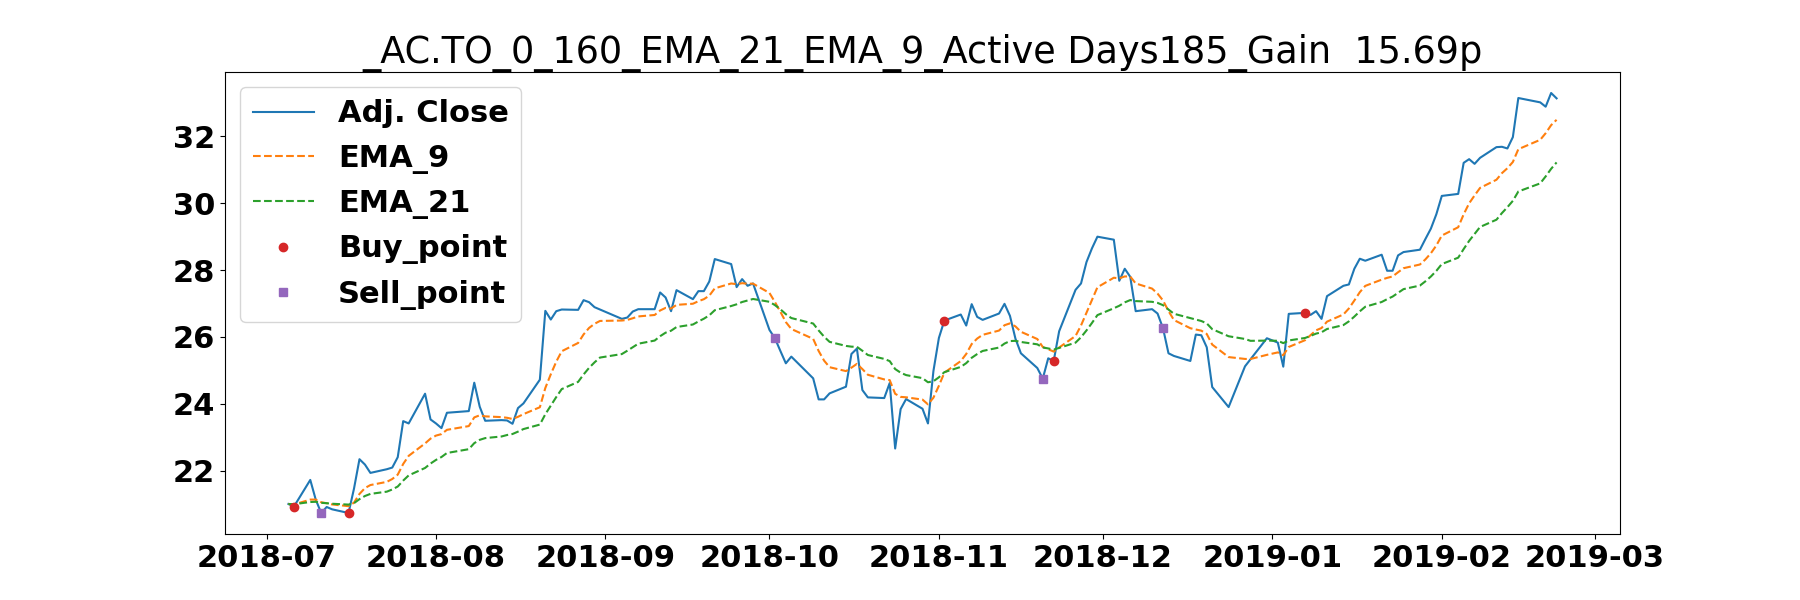 _AC.TO_0_160_EMA_21_EMA_9_Active Days185_Gain  15.69p
Adj. Close
EMA_9
EMA_21
Buy_point
Sell_point
32
30
28
26
24
22
2018-07 2018-08 2018-09 2018-10 2018-11 2018-12 2019-01 2019-02 2019-03